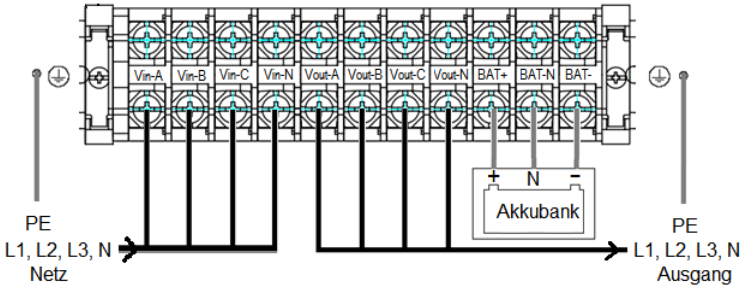 Vin-A Vin-B Vin-C Vin-N Vout-A Vout-B Vout-C Vout-N BAT+ BAT-N BAT-
+ N −
Akkubank
PE
L1, L2, L3, N
Netz
PE
L1, L2, L3, N
Ausgang